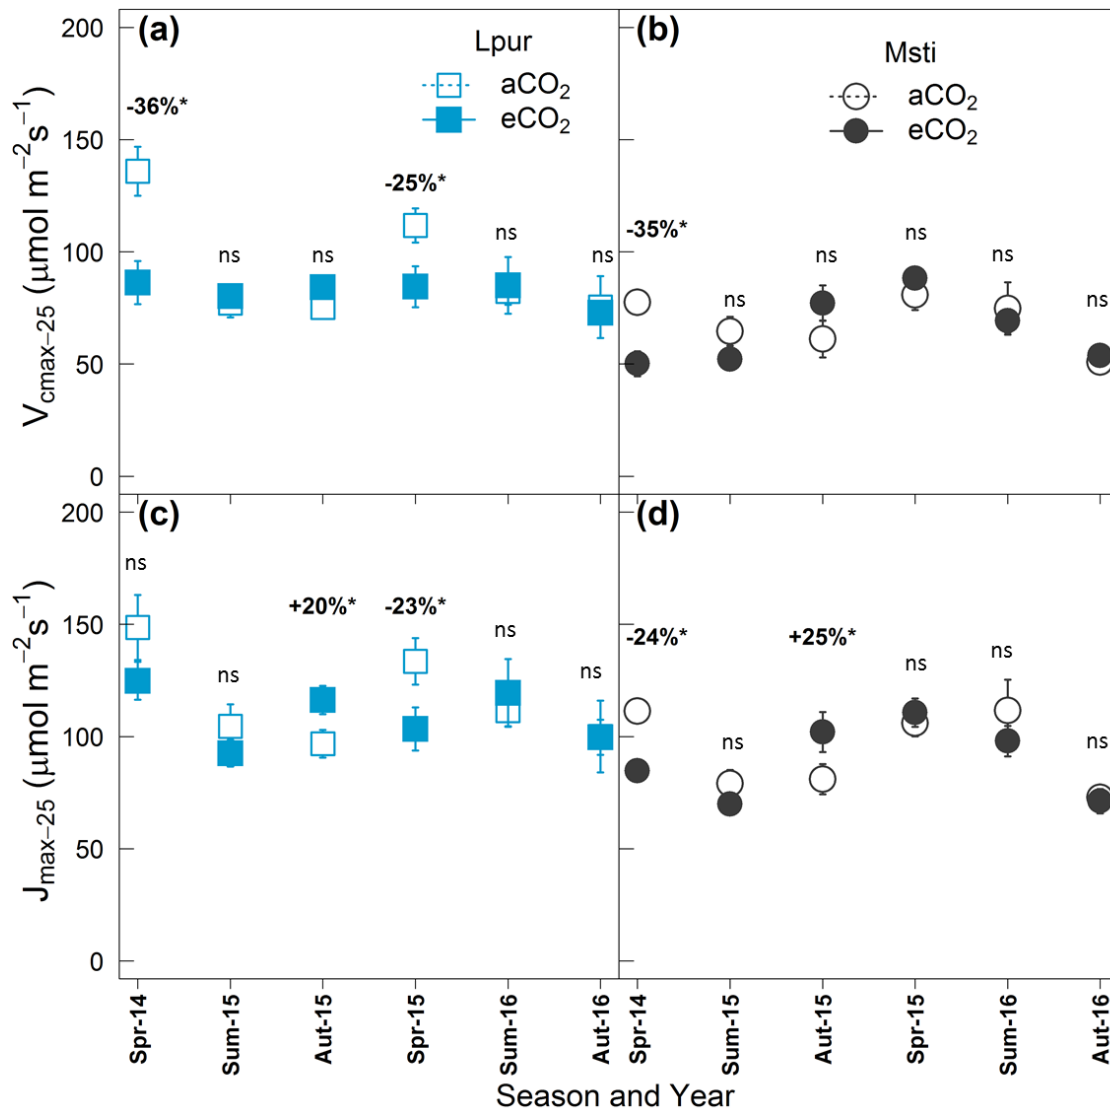 (a)
Lpur
aCO₂
eCO₂
(b)
Msti
aCO₂
eCO₂
Vcmax−25 (µmol m⁻²s⁻¹)
200
150
100
50
0
-36%*
ns
ns
-25%*
ns
ns
-35%*
ns
ns
ns
ns
ns
(c)
(d)
Jmax−25 (µmol m⁻²s⁻¹)
200
150
100
50
0
ns
ns
+20%*
-23%*
ns
ns
-24%*
ns
+25%*
ns
ns
ns
Spr-14
Sum-15
Aut-15
Spr-15
Sum-16
Aut-16
Spr-14
Sum-15
Aut-15
Spr-15
Sum-16
Aut-16
Season and Year